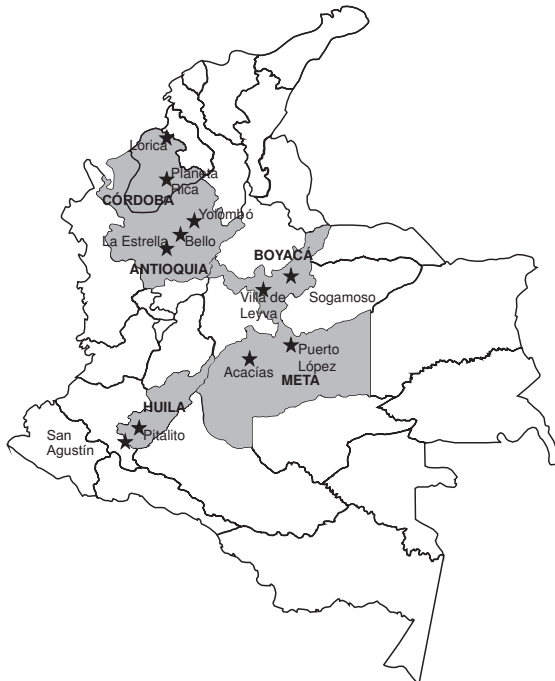 Lorica
Planeta
Rica
CÓRDOBA
Yolombó
La Estrella
Bello
ANTIOQUIA
BOYACÁ
Villa de
Leyva
Sogamoso
Puerto
López
Acacías
META
HUILA
Pitalito
San
Agustín